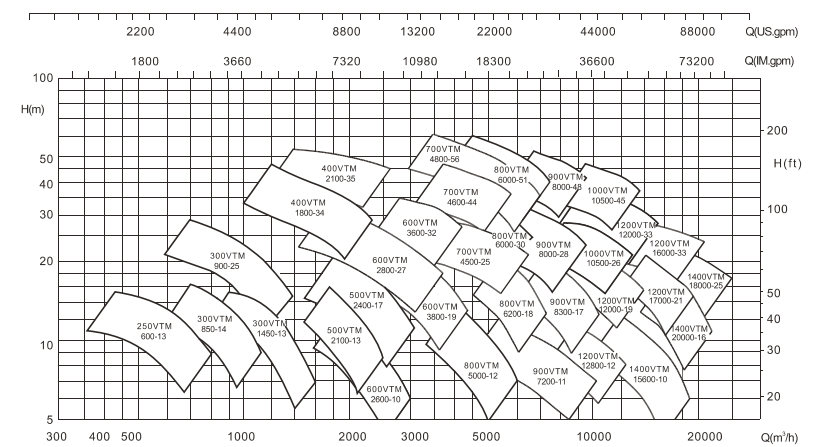 2200 4400 8800 13200 22000 44000 88000 Q(US.gpm)
1800 3660 7320 10980 18300 36600 73200 Q(IM.gpm)
100
H(m)
200
50
H(ft)
40
30
100
20
50
40
10
30
20
5
300 400 500 1000 2000 3000 5000 10000 20000 Q(m³/h)
700VTM
4800-56
400VTM
2100-35
800VTM
6000-51
900VTM
8000-48
1000VTM
10500-45
700VTM
4600-44
400VTM
1800-34
600VTM
3600-32
1200VTM
12000-33
800VTM
6000-30
900VTM
8000-28
1200VTM
16000-33
700VTM
4500-25
1000VTM
10500-26
300VTM
900-25
600VTM
2800-27
1400VTM
18000-25
1200VTM
17000-21
500VTM
2400-17
600VTM
3800-19
800VTM
6200-18
900VTM
8300-17
1200VTM
12000-19
300VTM
850-14
300VTM
1450-13
250VTM
600-13
500VTM
2100-13
1400VTM
20000-16
800VTM
5000-12
1200VTM
12800-12
900VTM
7200-11
1400VTM
15600-10
600VTM
2600-10